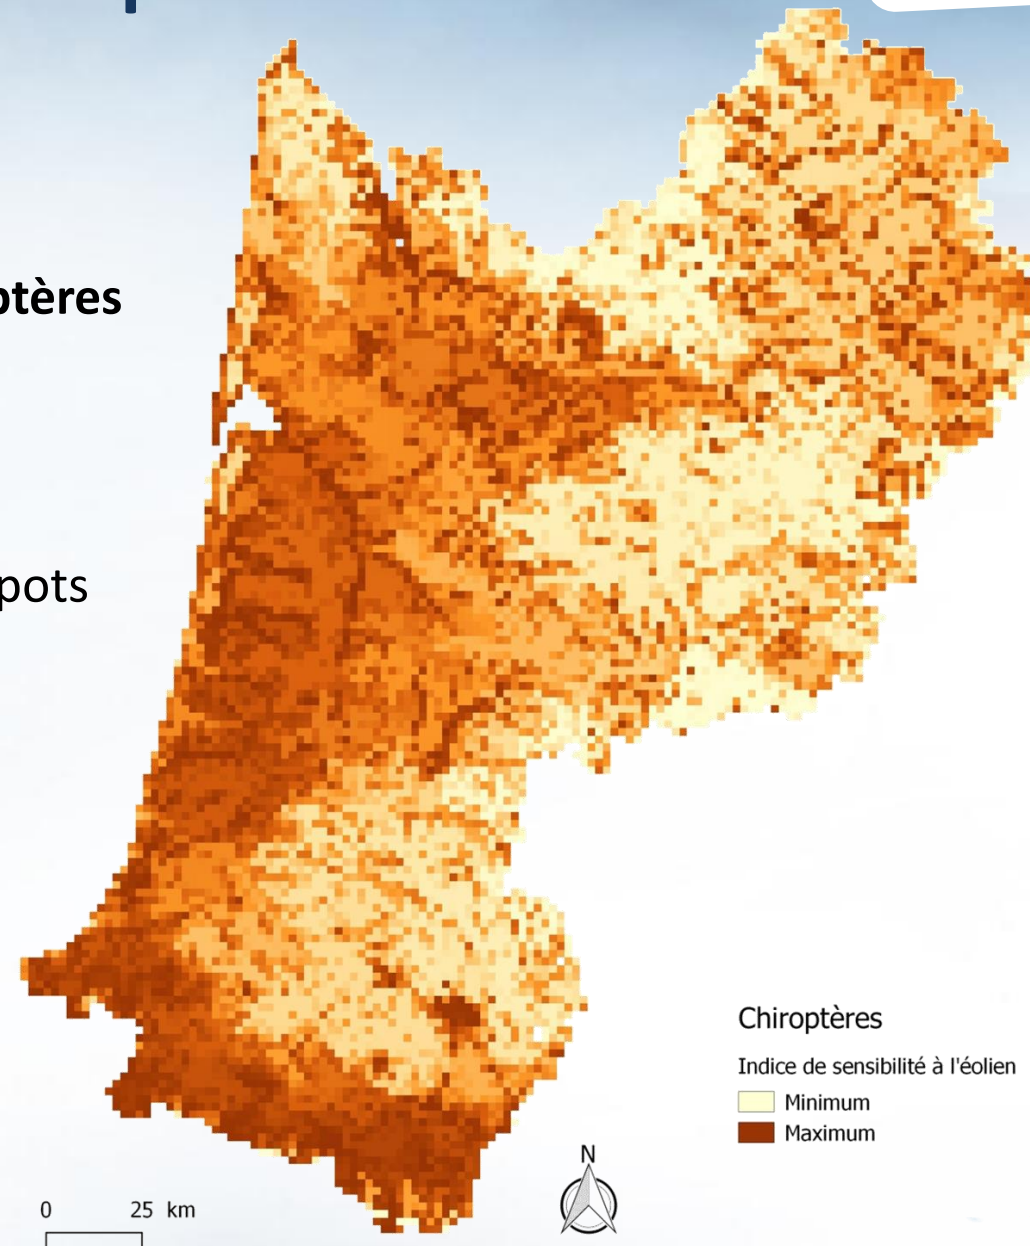 ptères
pots
Chiroptères
Indice de sensibilité à l'éolien
Minimum
Maximum
N
0 25 km